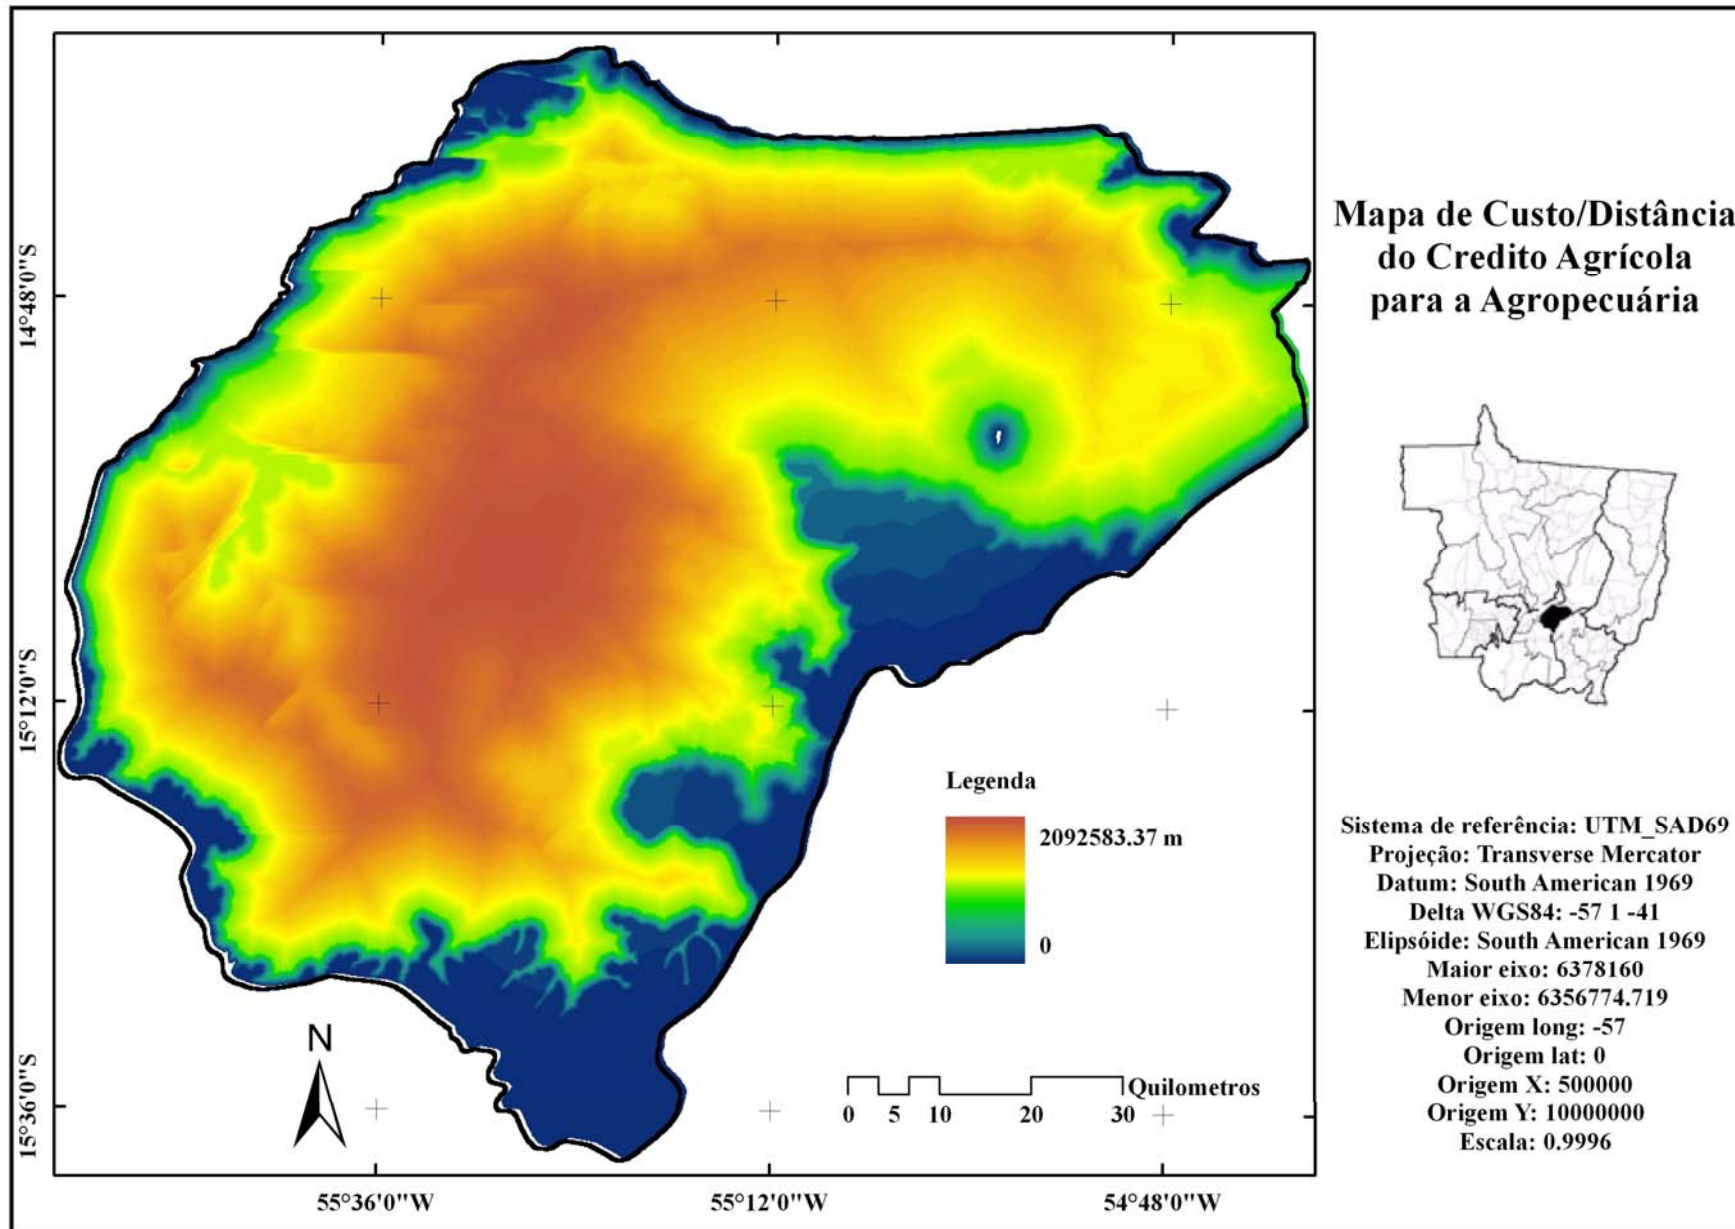 Mapa de Custo/Distância
do Credito Agrícola
para a Agropecuária
14°48'0"S
15°12'0"S
15°36'0"S
55°36'0"W
55°12'0"W
54°48'0"W
Legenda
2092583.37 m
0
N
Quilometros
0 5 10 20 30
Sistema de referência: UTM_SAD69
Projeção: Transverse Mercator
Datum: South American 1969
Delta WGS84: -57 1 -41
Elipsóide: South American 1969
Maior eixo: 6378160
Menor eixo: 6356774.719
Origem long: -57
Origem lat: 0
Origem X: 500000
Origem Y: 10000000
Escala: 0.9996